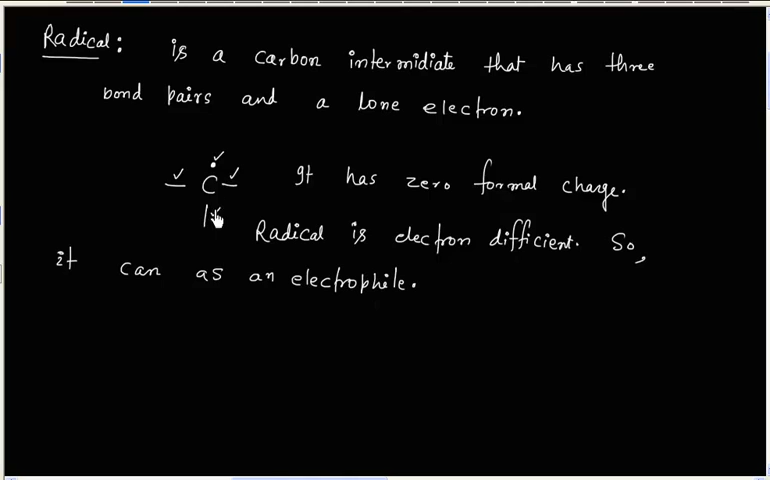 Radical: is a carbon intermidiate that has three
bond pairs and a lone electron.
C It has zero formal charge.
Radical is electron difficient. So,
it can as an electrophile.